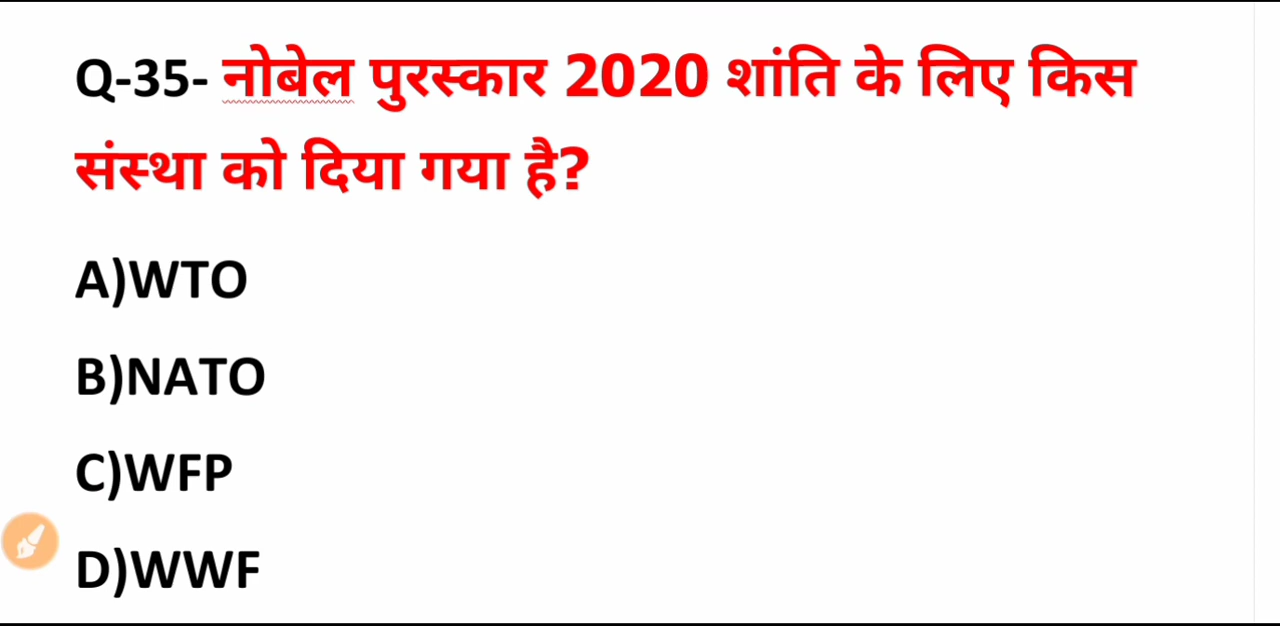 Q-35- नोबेल पुरस्कार 2020 शांति के लिए किस
संस्था को दिया गया है?
A)WTO
B)NATO
C)WFP
D)WWF